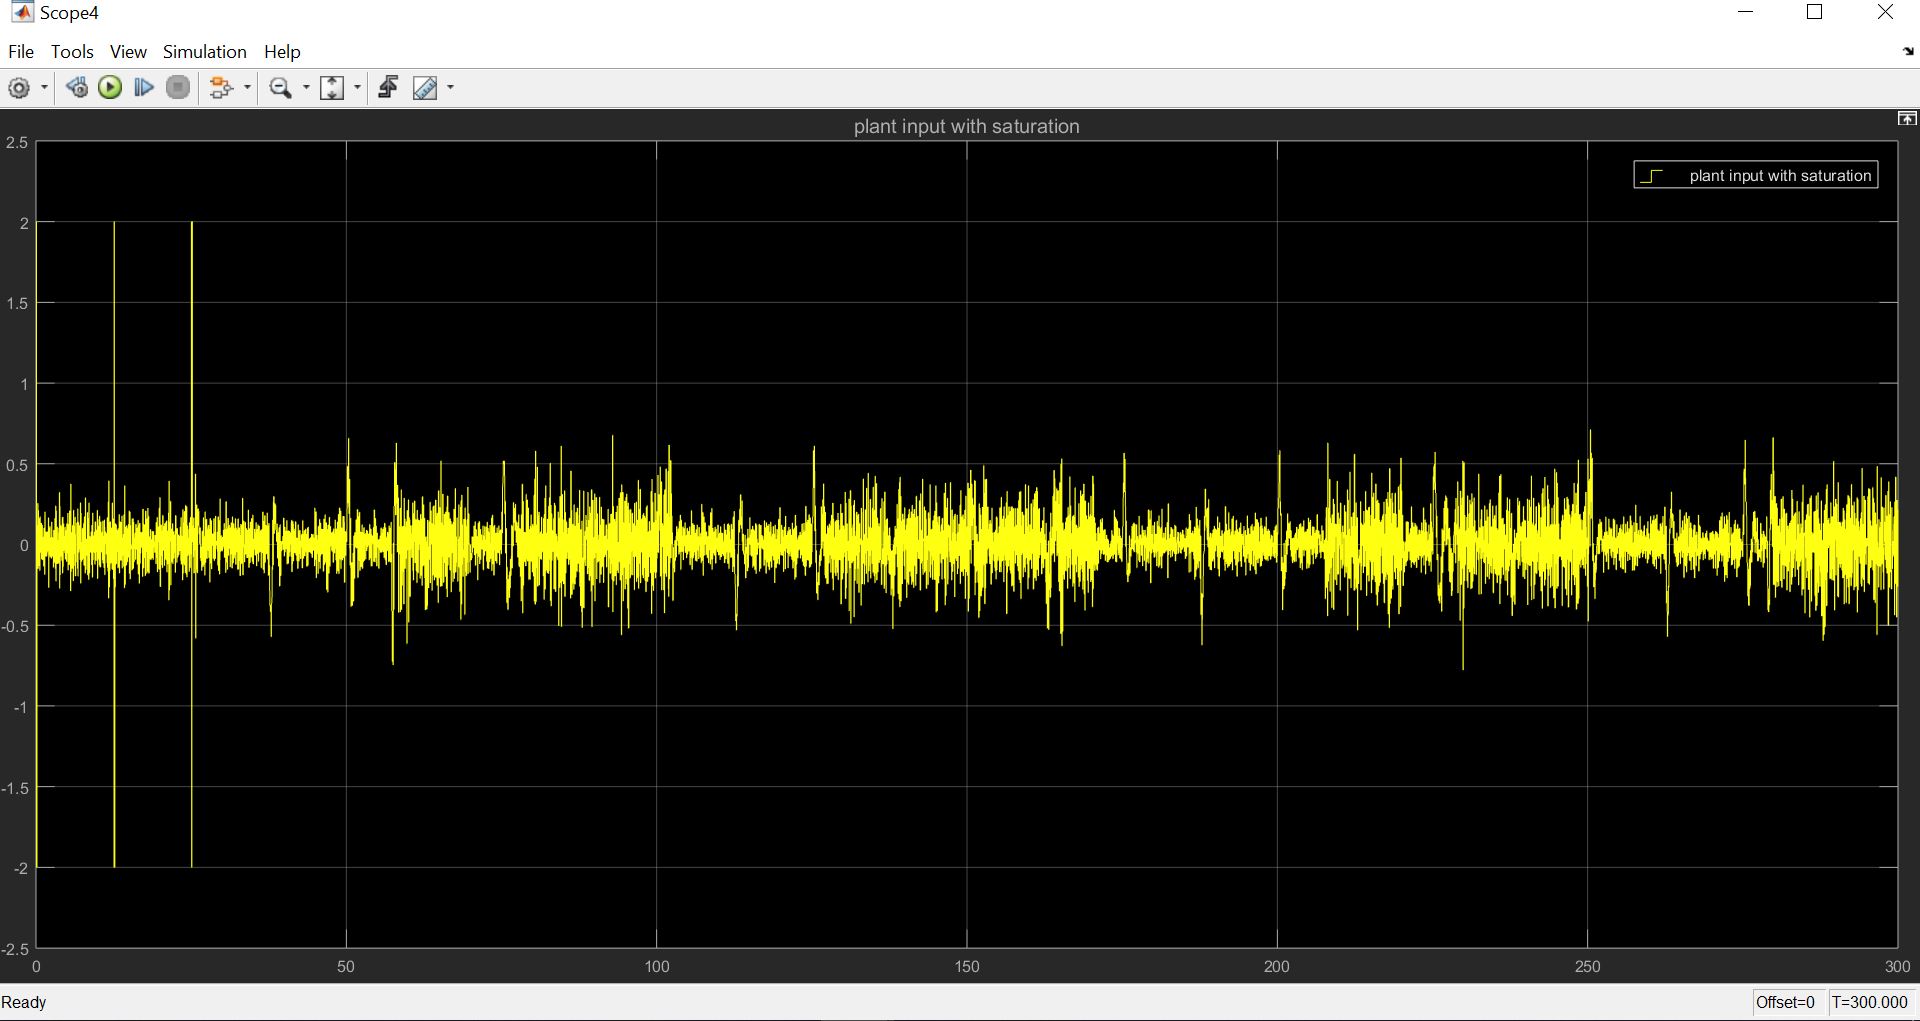 Scope4
File Tools View Simulation Help
plant input with saturation
plant input with saturation
2.5
2
1.5
1
0.5
0
-0.5
-1
-1.5
-2
-2.5
0 50 100 150 200 250 300
Ready Offset=0 T=300.000